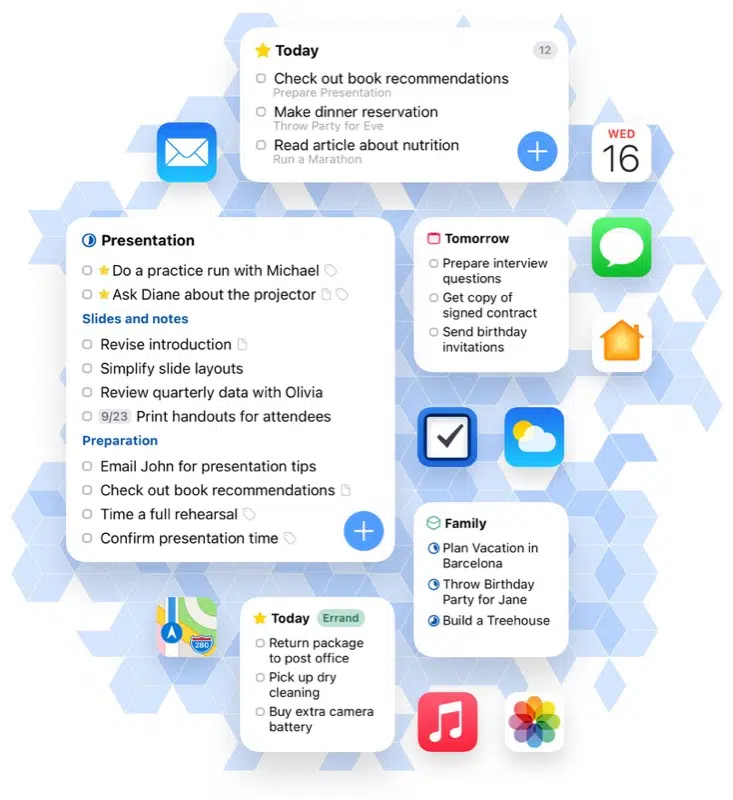 Today
12
Check out book recommendations
Prepare Presentation
Make dinner reservation
Throw Party for Eve
Read article about nutrition
Run a Marathon
WED
16
Presentation
Do a practice run with Michael
Ask Diane about the projector
Slides and notes
Revise introduction
Simplify slide layouts
Review quarterly data with Olivia
9/23 Print handouts for attendees
Preparation
Email John for presentation tips
Check out book recommendations
Time a full rehearsal
Confirm presentation time
Tomorrow
Prepare interview
questions
Get copy of
signed contract
Send birthday
invitations
Family
Plan Vacation in
Barcelona
Throw Birthday
Party for Jane
Build a Treehouse
280
Today Errand
Return package
to post office
Pick up dry
cleaning
Buy extra camera
battery